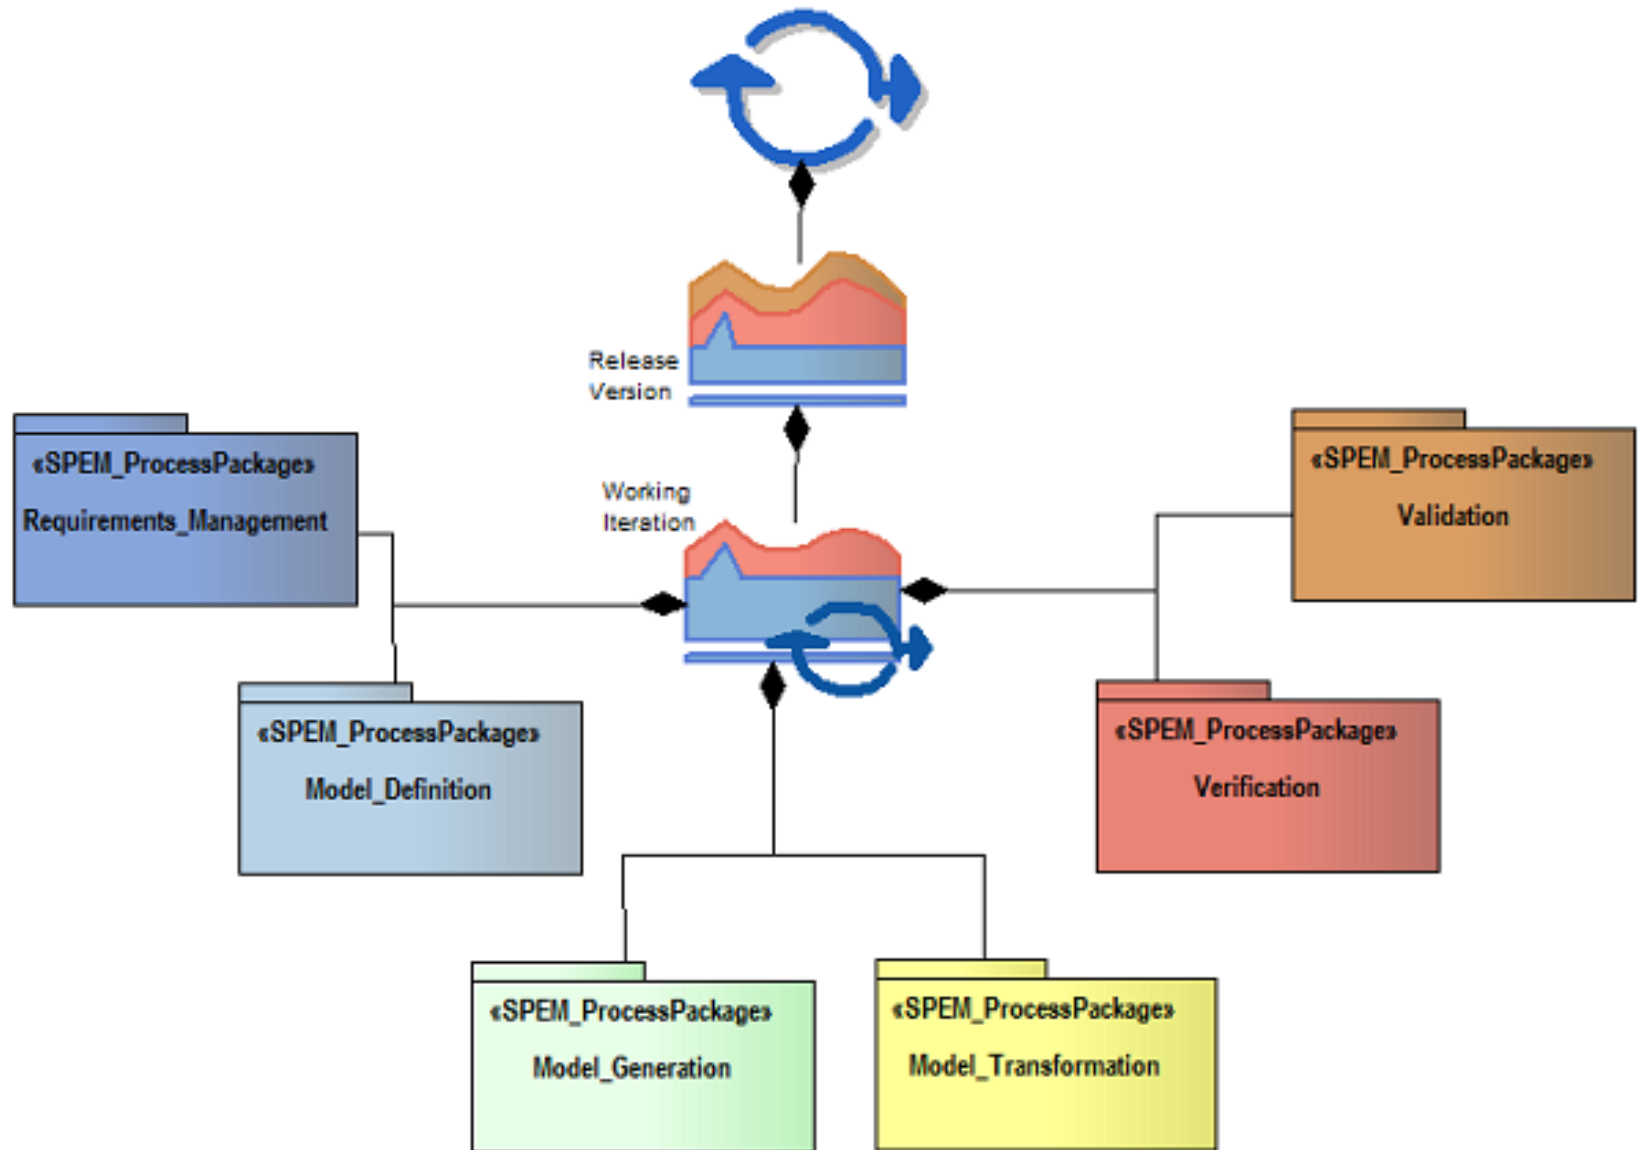 Release
Version
Working
Iteration
«SPEM_ProcessPackage»
Requirements_Management
«SPEM_ProcessPackage»
Validation
«SPEM_ProcessPackage»
Model_Definition
«SPEM_ProcessPackage»
Verification
«SPEM_ProcessPackage»
Model_Generation
«SPEM_ProcessPackage»
Model_Transformation